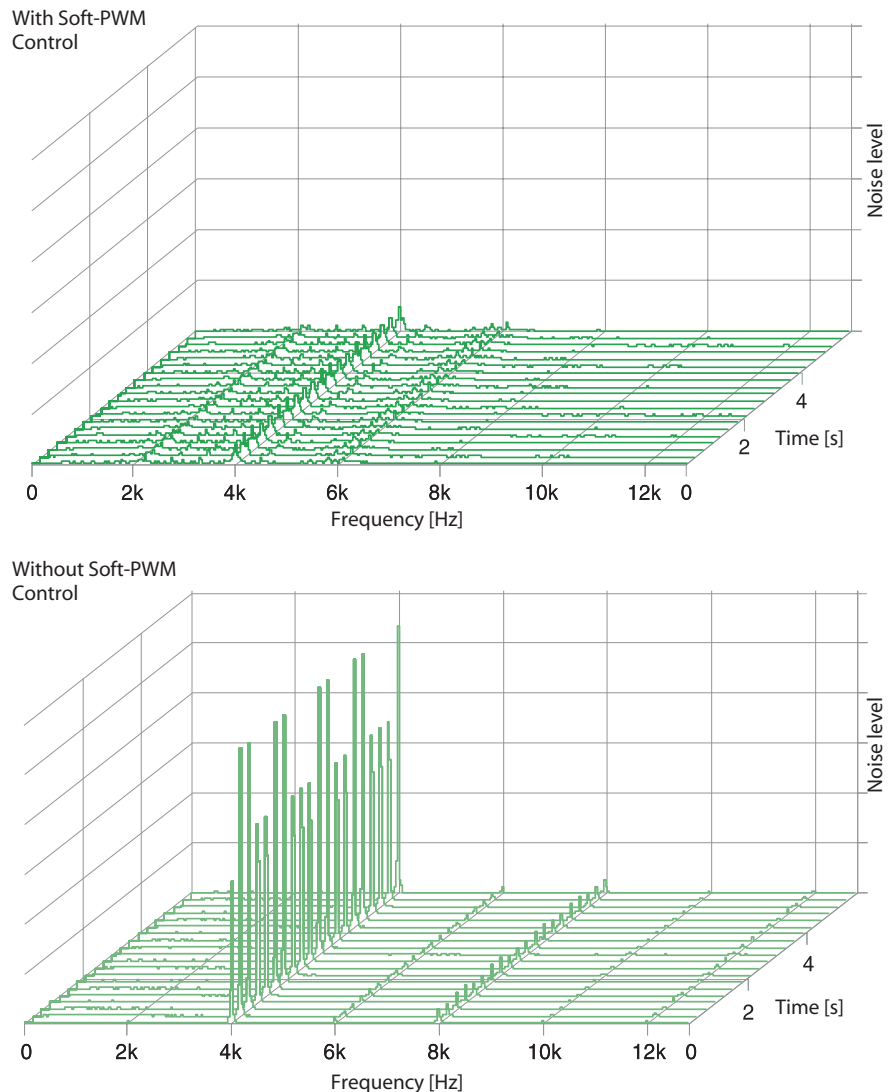 With Soft-PWM
Control
Noise level
4
2
Time [s]
0 2k 4k 6k 8k 10k 12k 0
Frequency [Hz]
Without Soft-PWM
Control
Noise level
4
2
Time [s]
0 2k 4k 6k 8k 10k 12k 0
Frequency [Hz]